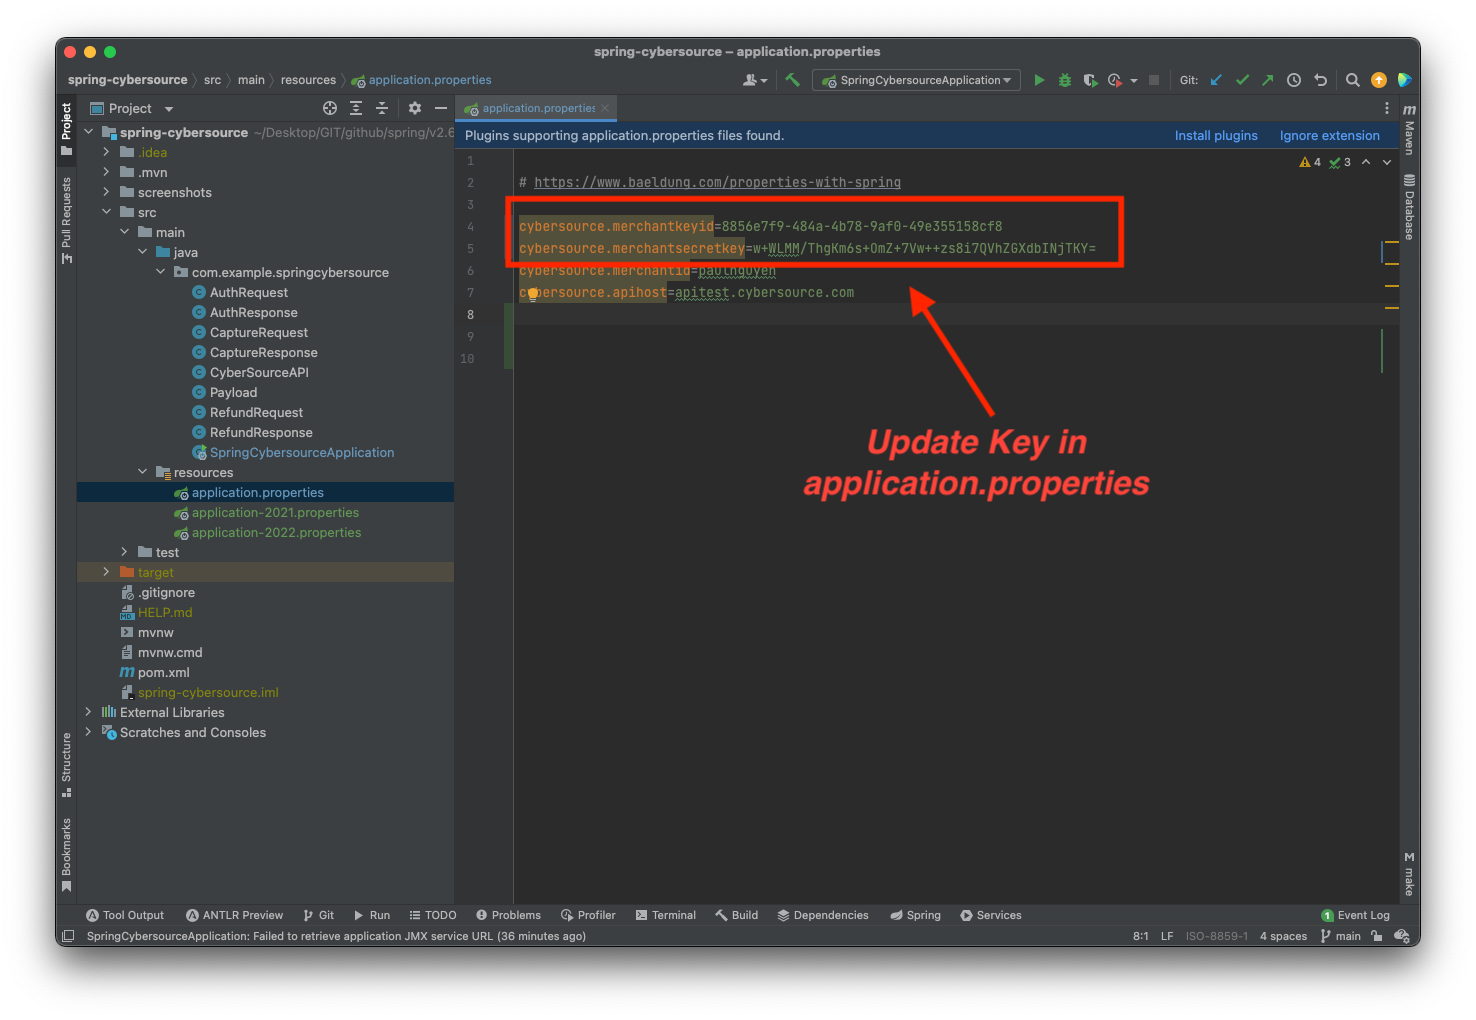 spring-cybersource – application.properties
spring-cybersource src main resources application.properties SpringCybersourceApplication Git:
Project
application.properties
Plugins supporting application.properties files found. Install plugins Ignore extension
spring-cybersource ~/Desktop/GIT/github/spring/v2.6
.idea
.mvn
screenshots
src
main
java
com.example.springcybersource
AuthRequest
AuthResponse
CaptureRequest
CaptureResponse
CyberSourceAPI
Payload
RefundRequest
RefundResponse
SpringCybersourceApplication
resources
application.properties
application-2021.properties
application-2022.properties
test
target
.gitignore
HELP.md
mvnw
mvnw.cmd
pom.xml
spring-cybersource.iml
External Libraries
Scratches and Consoles
4 3
1
2 # https://www.baeldung.com/properties-with-spring
3
4 cybersource.merchantkeyid=8856e7f9-484a-4b78-9af0-49e355158cf8
5 cybersource.merchantsecretkey=w+WLMM/ThgKm6s+OmZ+7Vw++zs8i7QVhZGXdbINjTKY=
6 cybersource.merchantid=paulnguyen
7 cybersource.apihost=apitest.cybersource.com
8
9
10
Update Key in
application.properties
Project
Pull Requests
Structure
Bookmarks
m
Maven
Database
M
make
Tool Output ANTLR Preview Git Run TODO Problems Profiler Terminal Build Dependencies Spring Services 1 Event Log
SpringCybersourceApplication: Failed to retrieve application JMX service URL (36 minutes ago) 8:1 LF ISO-8859-1 4 spaces main